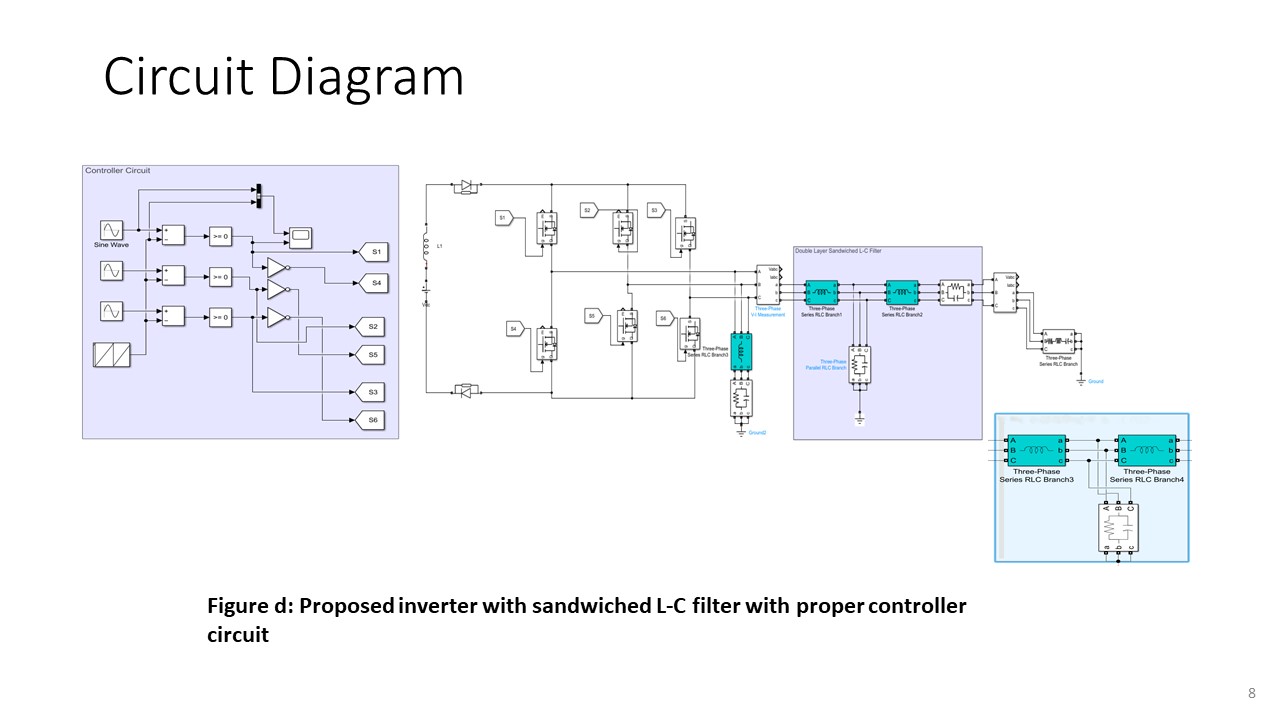 Circuit Diagram
Controller Circuit
Sine Wave
+
−
>= 0
+
−
>= 0
+
−
>= 0
S1
S4
S2
S5
S3
S6
L1
S1
S2
S3
S4
S5
S6
Three-Phase
V-I Measurement
Three-Phase
Series RLC Branch3
Ground2
Double Layer Sandwiched L-C Filter
Three-Phase
Series RLC Branch1
Three-Phase
Series RLC Branch2
Three-Phase
Parallel RLC Branch
Three-Phase
Series RLC Branch
Ground
A a A a
B b B b
C c C c
Three-Phase
Series RLC Branch3
Three-Phase
Series RLC Branch4
A B C
a b c
Figure d: Proposed inverter with sandwiched L-C filter with proper controller
circuit
8